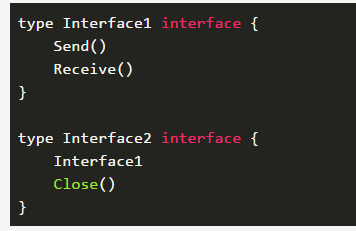 type Interface1 interface {
    Send()
    Receive()
}

type Interface2 interface {
    Interface1
    Close()
}